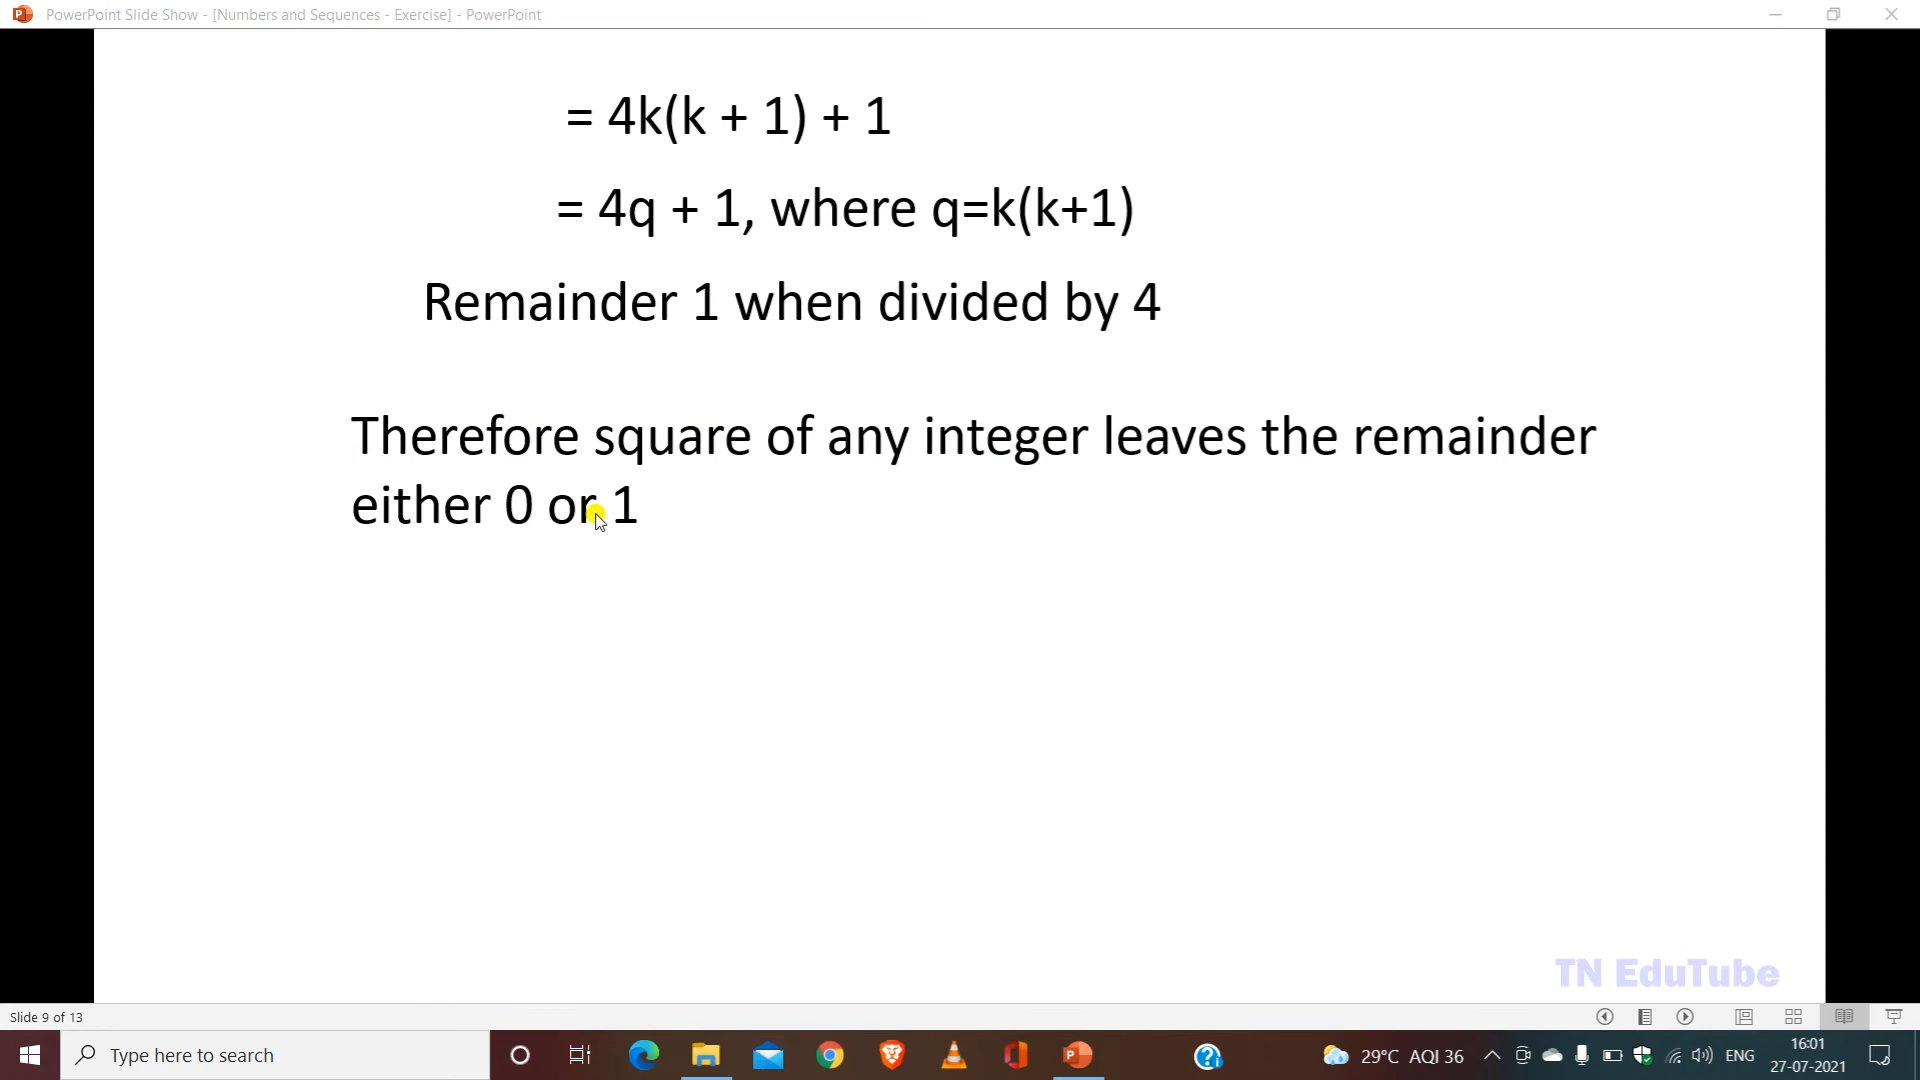 PowerPoint Slide Show - [Numbers and Sequences - Exercise] - PowerPoint
= 4k(k + 1) + 1
= 4q + 1, where q=k(k+1)
Remainder 1 when divided by 4
Therefore square of any integer leaves the remainder
either 0 or 1
TN EduTube
Slide 9 of 13
Type here to search
29°C AQI 36
ENG
16:01
27-07-2021